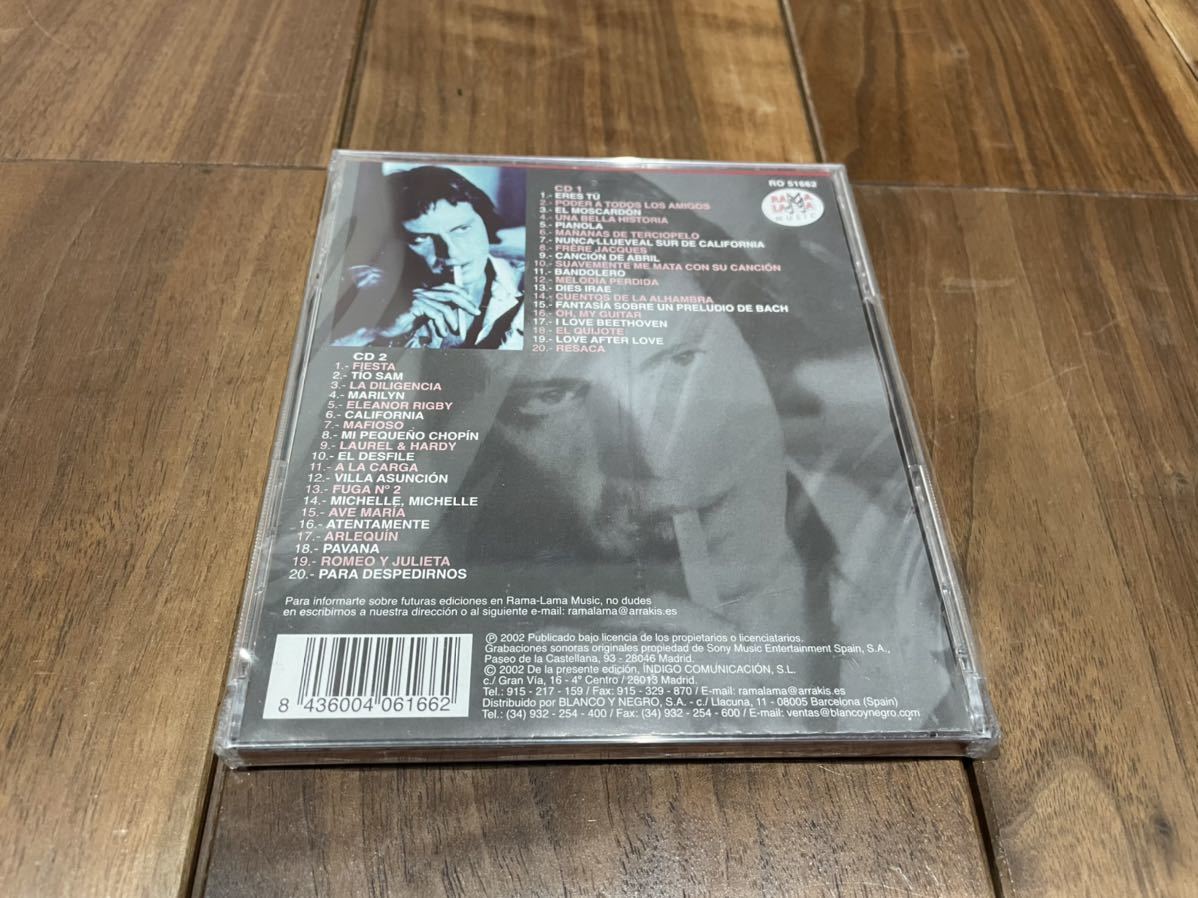 RO 51662
RAMA
LAMA
MUSIC
CD 1
1.- ERES TÚ
2.- PODER A TODOS LOS AMIGOS
3.- EL MOSCARDÓN
4.- UNA BELLA HISTORIA
5.- PIANOLA
6.- MAÑANAS DE TERCIOPELO
7.- NUNCA LLUEVEAL SUR DE CALIFORNIA
8.- FRÈRE JACQUES
9.- CANCIÓN DE ABRIL
10.- SUAVEMENTE ME MATA CON SU CANCIÓN
11.- BANDOLERO
12.- MELODÍA PERDIDA
13.- DIES IRAE
14.- CUENTOS DE LA ALHAMBRA
15.- FANTASÍA SOBRE UN PRELUDIO DE BACH
16.- OH, MY GUITAR
17.- I LOVE BEETHOVEN
18.- EL QUIJOTE
19.- LOVE AFTER LOVE
20.- RESACA
CD 2
1.- FIESTA
2.- TÍO SAM
3.- LA DILIGENCIA
4.- MARILYN
5.- ELEANOR RIGBY
6.- CALIFORNIA
7.- MAFIOSO
8.- MI PEQUEÑO CHOPÍN
9.- LAUREL & HARDY
10.- EL DESFILE
11.- A LA CARGA
12.- VILLA ASUNCIÓN
13.- FUGA Nº 2
14.- MICHELLE, MICHELLE
15.- AVE MARÍA
16.- ATENTAMENTE
17.- ARLEQUÍN
18.- PAVANA
19.- ROMEO Y JULIETA
20.- PARA DESPEDIRNOS
Para informarte sobre futuras ediciones en Rama-Lama Music, no dudes
en escribirnos a nuestra dirección o al siguiente e-mail: ramalama@arrakis.es
℗ 2002 Publicado bajo licencia de los propietarios o licenciatarios.
Grabaciones sonoras originales propiedad de Sony Music Entertainment Spain, S.A.,
Paseo de la Castellana, 93 - 28046 Madrid.
© 2002 De la presente edición, ÍNDIGO COMUNICACIÓN, S.L.
c./ Gran Vía, 16 - 4º Centro / 28013 Madrid.
Tel.: 915 - 217 - 159 / Fax: 915 - 329 - 870 / E-mail: ramalama@arrakis.es
Distribuido por BLANCO Y NEGRO, S.A. - c./ Llacuna, 11 - 08005 Barcelona (Spain)
Tel.: (34) 932 - 254 - 400 / Fax: (34) 932 - 254 - 600 / E-mail: ventas@blancoynegro.com
8 436004 061662